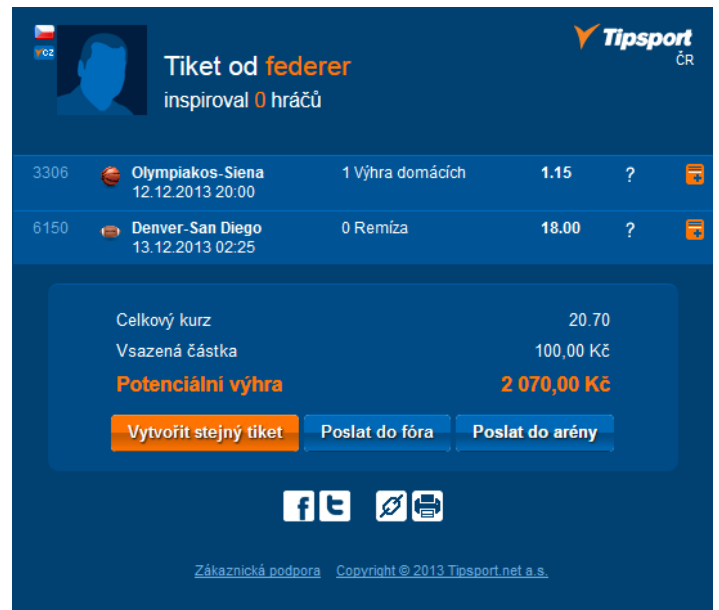 CZ
Tipsport
ČR
Tiket od federer
inspiroval 0 hráčů
3306 Olympiakos-Siena 1 Výhra domácích 1.15 ?
12.12.2013 20:00
6150 Denver-San Diego 0 Remíza 18.00 ?
13.12.2013 02:25
Celkový kurz 20.70
Vsazená částka 100,00 Kč
Potenciální výhra 2 070,00 Kč
Vytvořit stejný tiket Poslat do fóra Poslat do arény
Zákaznická podpora Copyright © 2013 Tipsport.net a.s.